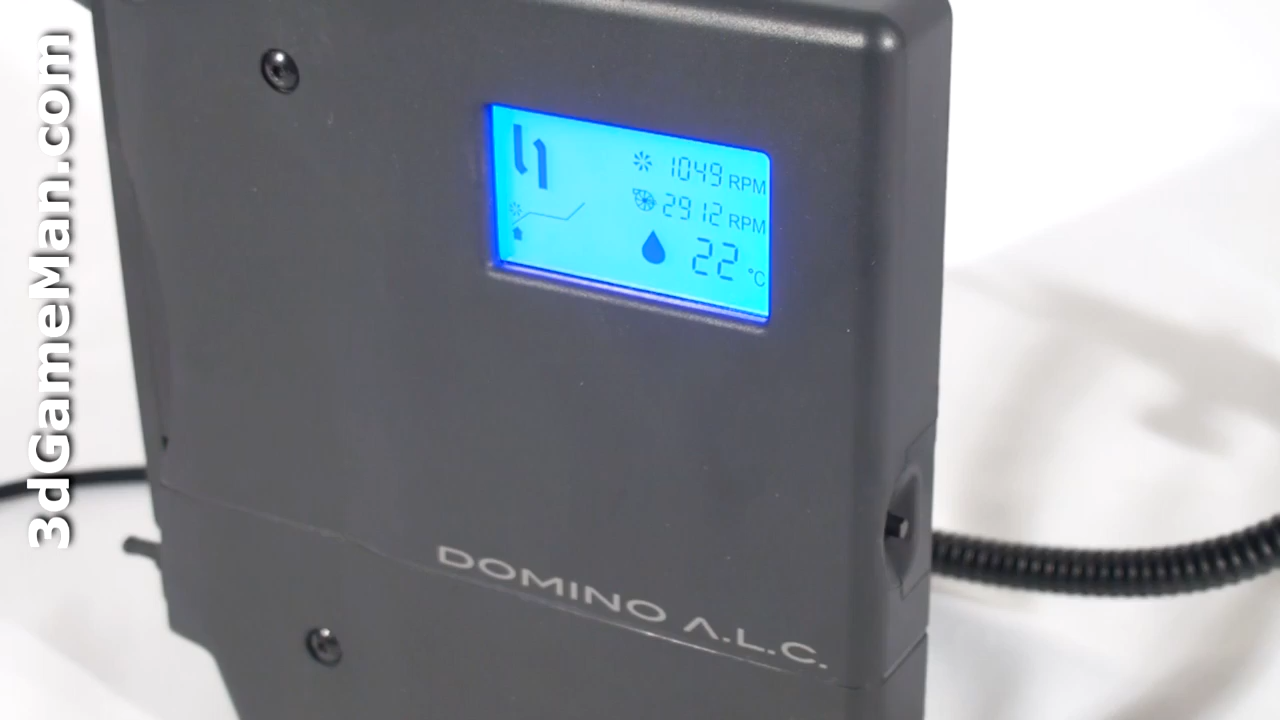 3dGameMan.com
1049 RPM
2912 RPM
22 °C
DOMINO A.L.C.